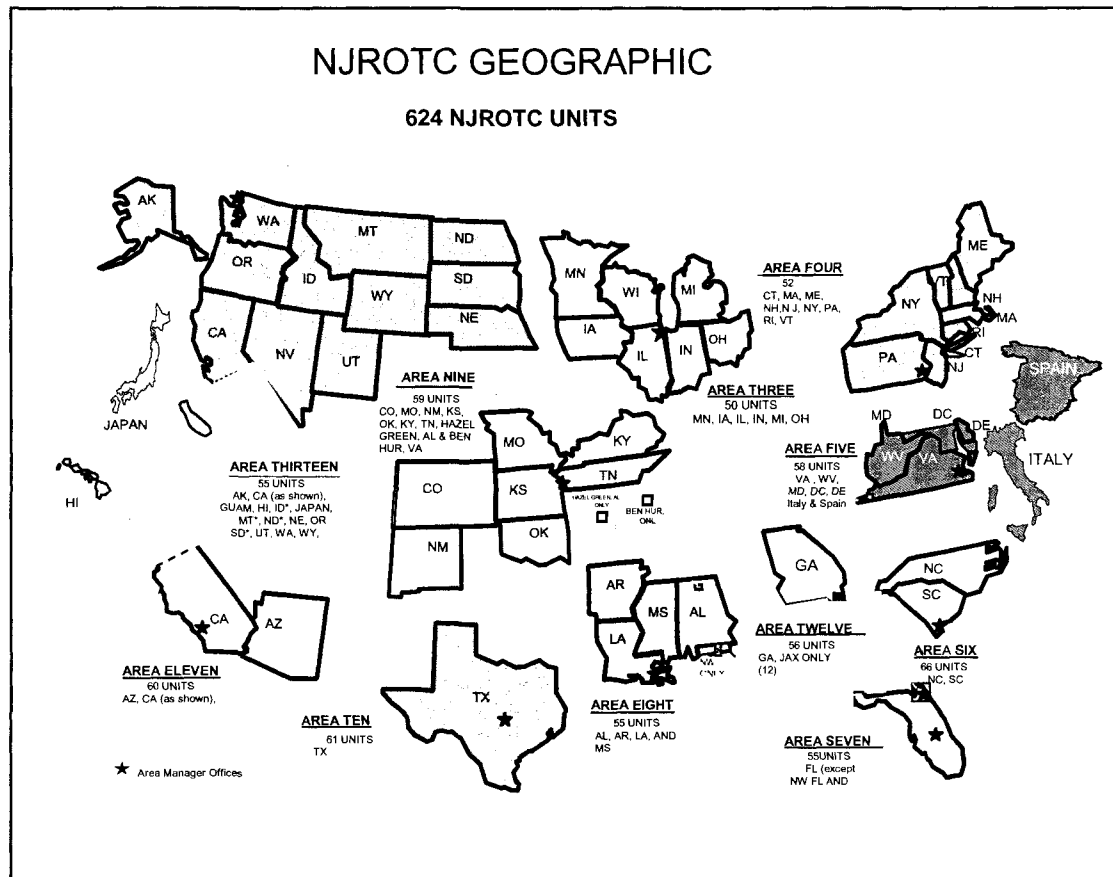 NJROTC GEOGRAPHIC
624 NJROTC UNITS
AK
WA
MT
ND
OR
ID
SD
WY
CA
NE
NV
UT
JAPAN
HI
MN
WI
MI
IA
IL
IN
OH
AREA FOUR
52
CT, MA, ME,
NH,N J, NY, PA,
RI, VT
ME
NY
NH
MA
RI
CT
PA
NJ
SPAIN
AREA NINE
59 UNITS
CO, MO, NM, KS,
OK, KY, TN, HAZEL
GREEN, AL & BEN
HUR, VA
AREA THREE
50 UNITS
MN, IA, IL, IN, MI, OH
MD
DC
DE
WV
VA
ITALY
AREA FIVE
58 UNITS
VA , WV,
MD, DC, DE
Italy & Spain
AREA THIRTEEN
55 UNITS
AK, CA (as shown),
GUAM, HI, ID*, JAPAN,
MT*, ND*, NE, OR
SD*, UT, WA, WY,
MO
KY
TN
CO
KS
NM
OK
HAZEL GREEN, AL
ONLY
BEN HUR,
CA
AZ
AREA ELEVEN
60 UNITS
AZ, CA (as shown),
TX
AREA TEN
61 UNITS
TX
AR
MS
AL
LA
AREA EIGHT
55 UNITS
AL, AR, LA, AND
MS
GA
AREA TWELVE
56 UNITS
GA, JAX ONLY
(12)
NC
SC
AREA SIX
66 UNITS
NC, SC
AREA SEVEN
55UNITS
FL (except
NW FL AND
Area Manager Offices